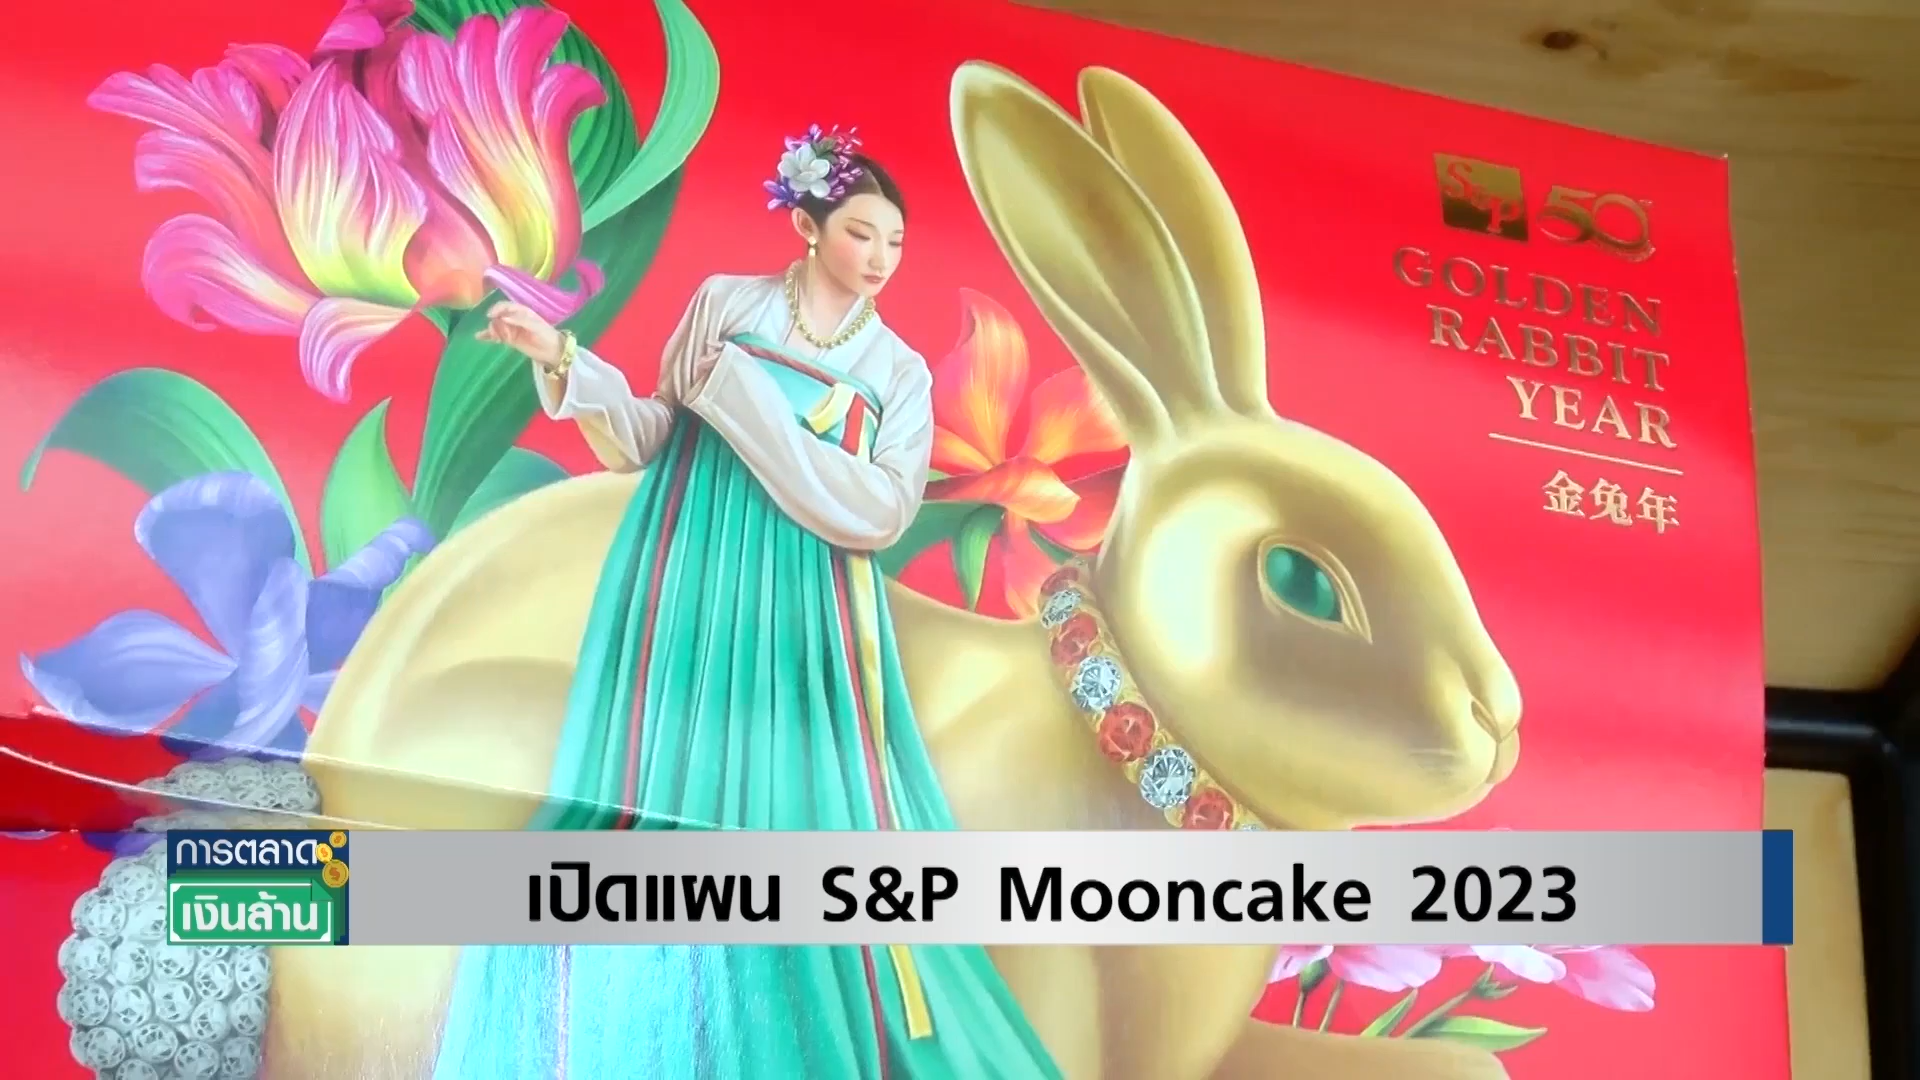 S&P 50
GOLDEN
RABBIT
YEAR
金兔年
การตลาด
เงินล้าน
เปิดแผน S&P Mooncake 2023